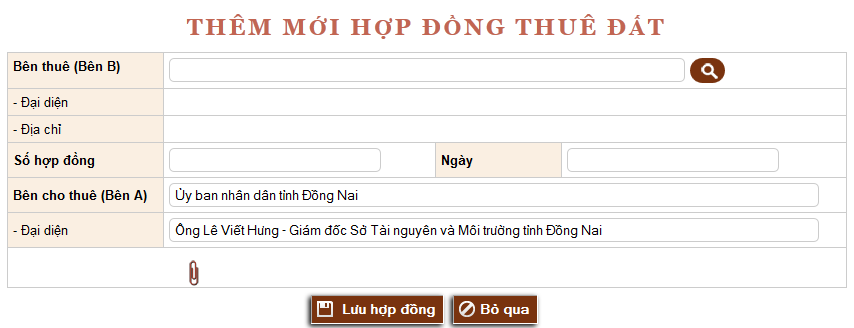 THÊM MỚI HỢP ĐỒNG THUÊ ĐẤT
Bên thuê (Bên B)
- Đại diện
- Địa chỉ
Số hợp đồng Ngày
Bên cho thuê (Bên A) Ủy ban nhân dân tỉnh Đồng Nai
- Đại diện Ông Lê Viết Hưng - Giám đốc Sở Tài nguyên và Môi trường tỉnh Đồng Nai
Lưu hợp đồng Bỏ qua